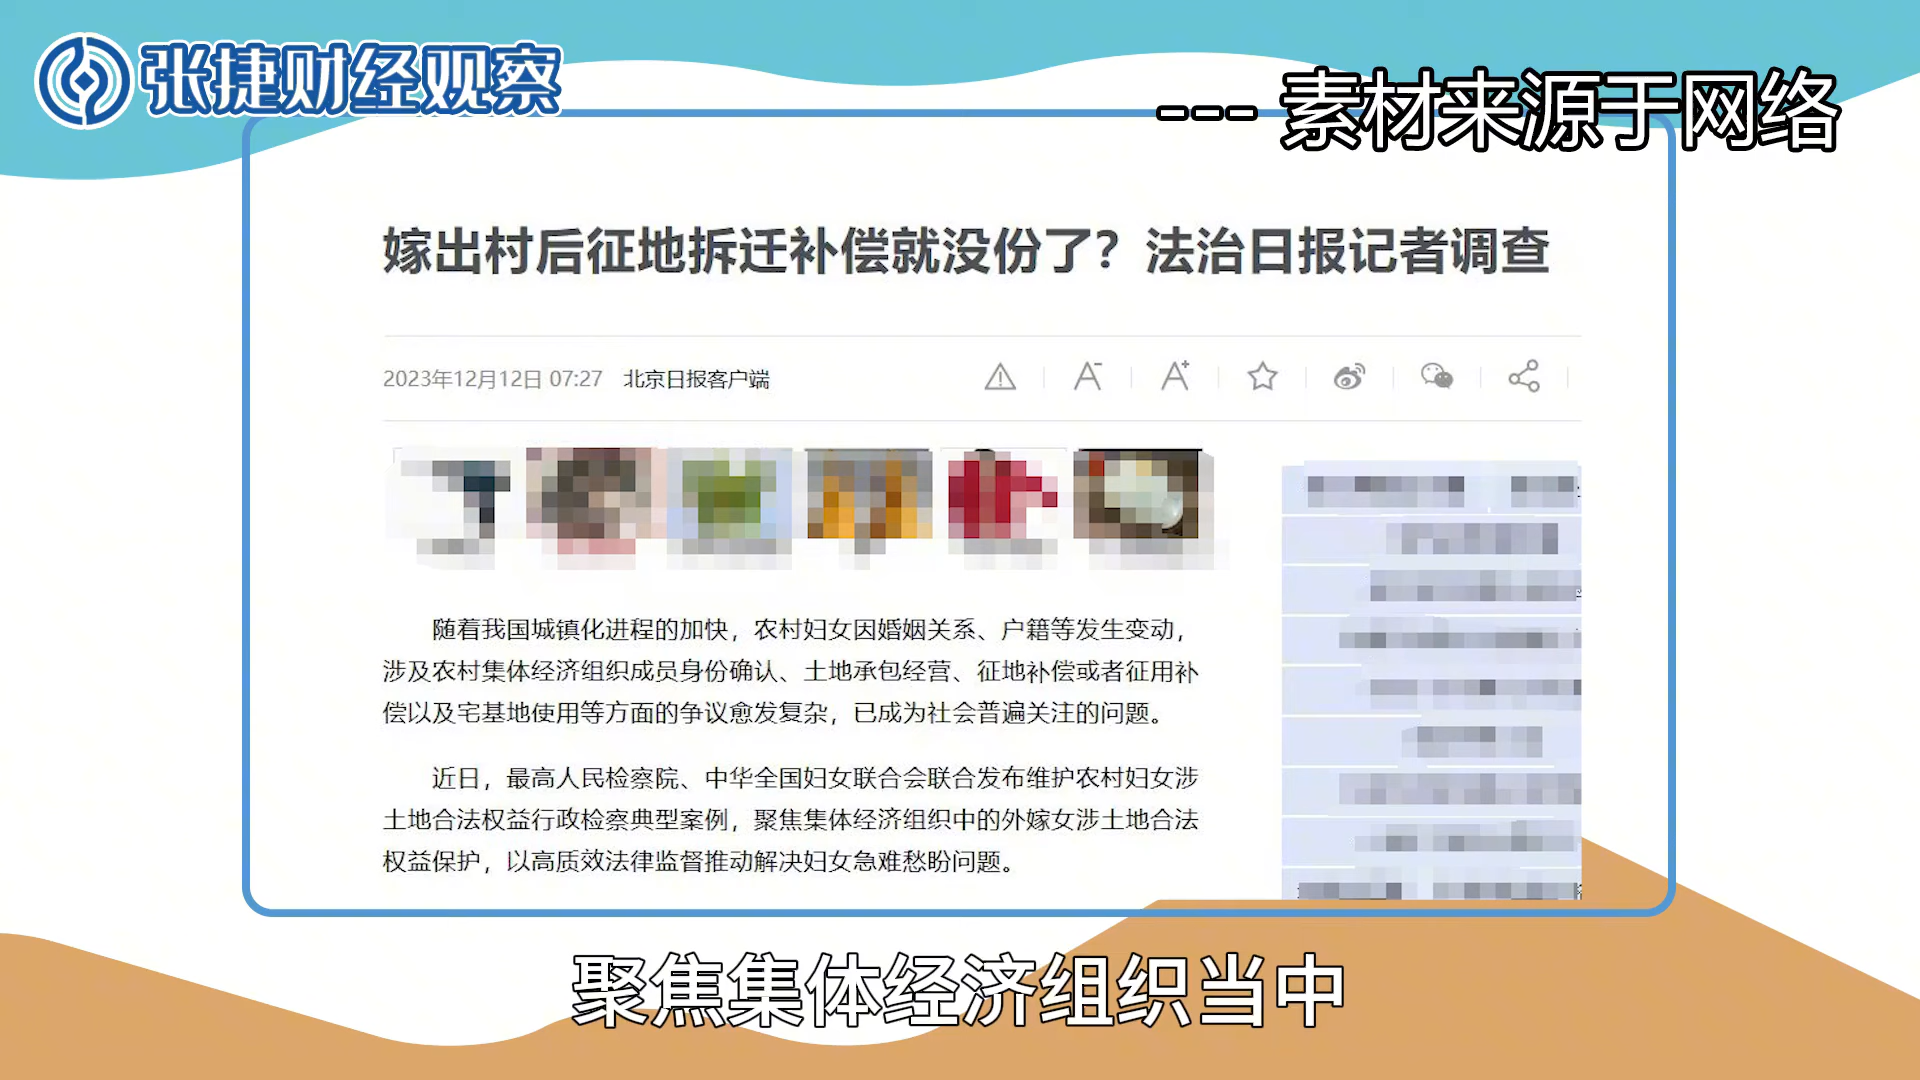 张捷财经观察
--- 素材来源于网络
嫁出村后征地拆迁补偿就没份了？法治日报记者调查
2023年12月12日 07:27 北京日报客户端
A- A+
随着我国城镇化进程的加快，农村妇女因婚姻关系、户籍等发生变动，
涉及农村集体经济组织成员身份确认、土地承包经营、征地补偿或者征用补
偿以及宅基地使用等方面的争议愈发复杂，已成为社会普遍关注的问题。
近日，最高人民检察院、中华全国妇女联合会联合发布维护农村妇女涉
土地合法权益行政检察典型案例，聚焦集体经济组织中的外嫁女涉土地合法
权益保护，以高质效法律监督推动解决妇女急难愁盼问题。
聚焦集体经济组织当中